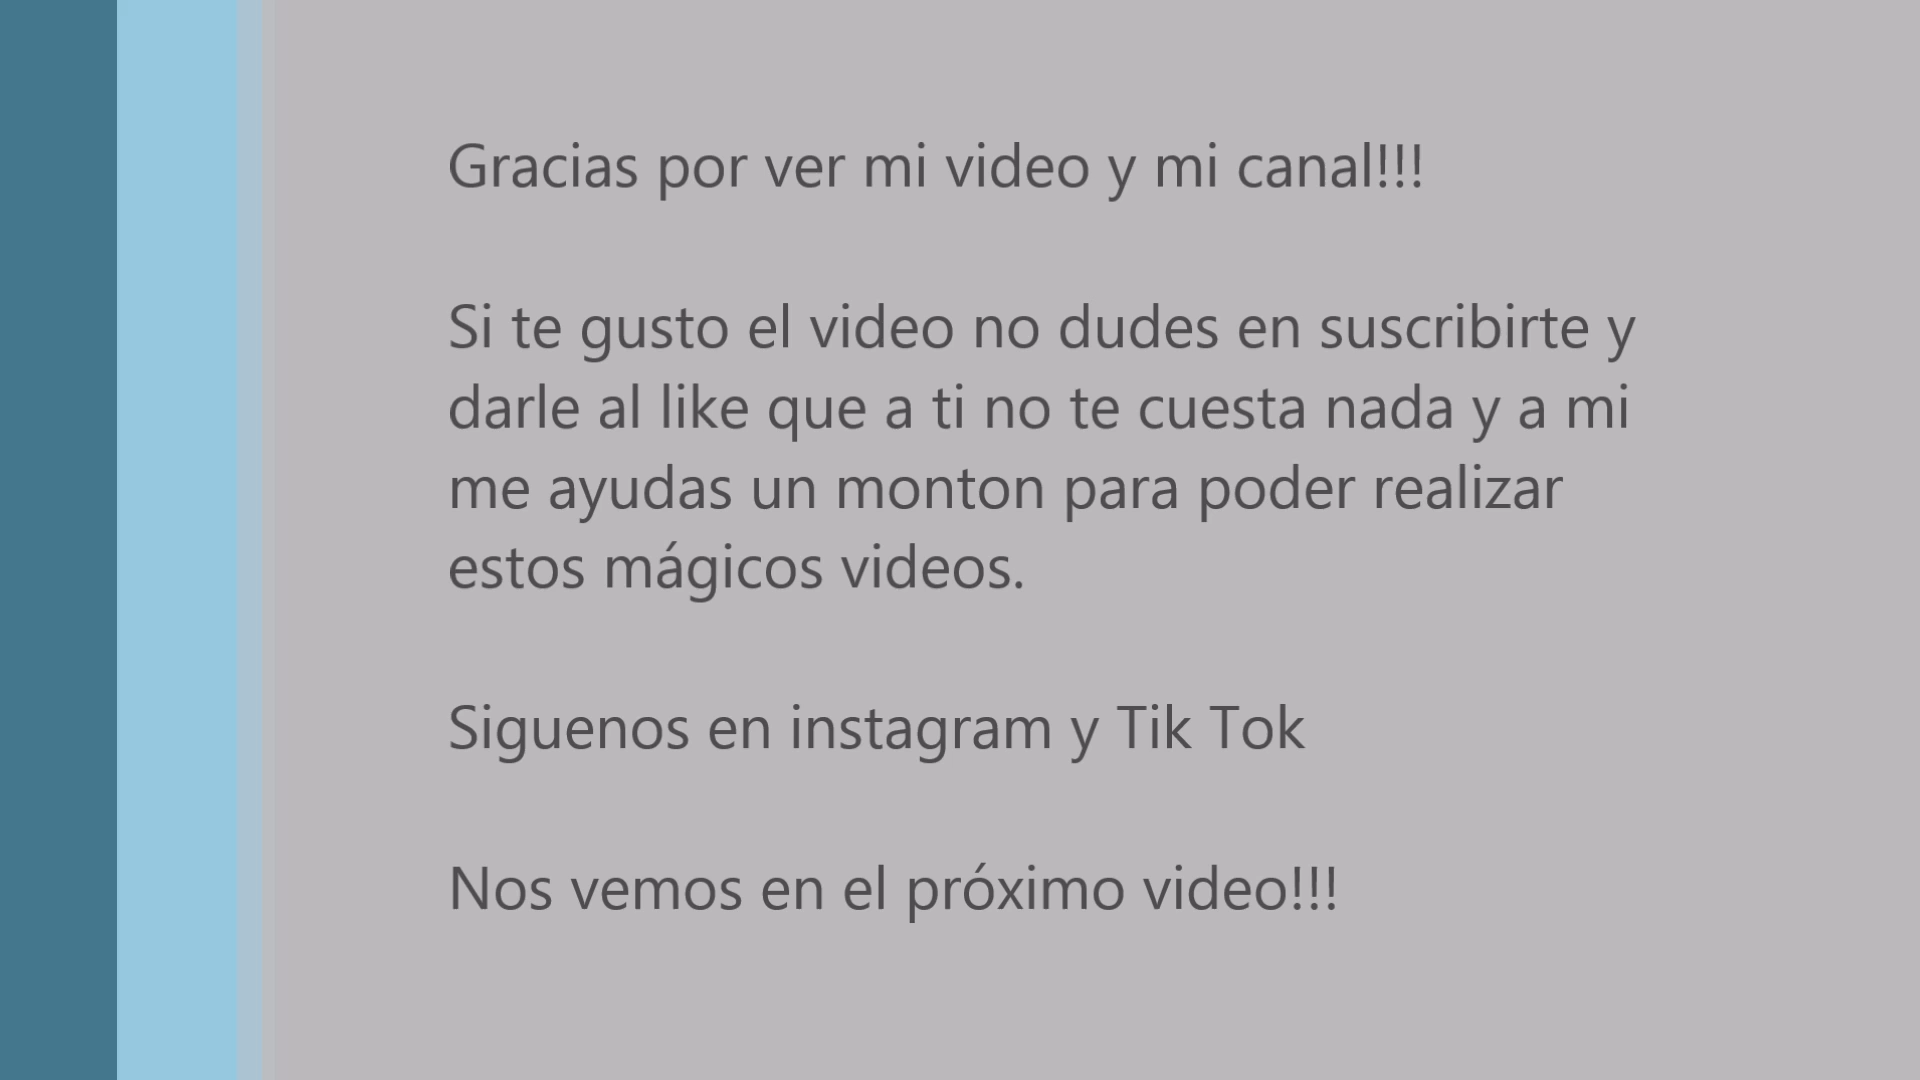 Gracias por ver mi video y mi canal!!!
Si te gusto el video no dudes en suscribirte y
darle al like que a ti no te cuesta nada y a mi
me ayudas un monton para poder realizar
estos mágicos videos.
Siguenos en instagram y Tik Tok
Nos vemos en el próximo video!!!